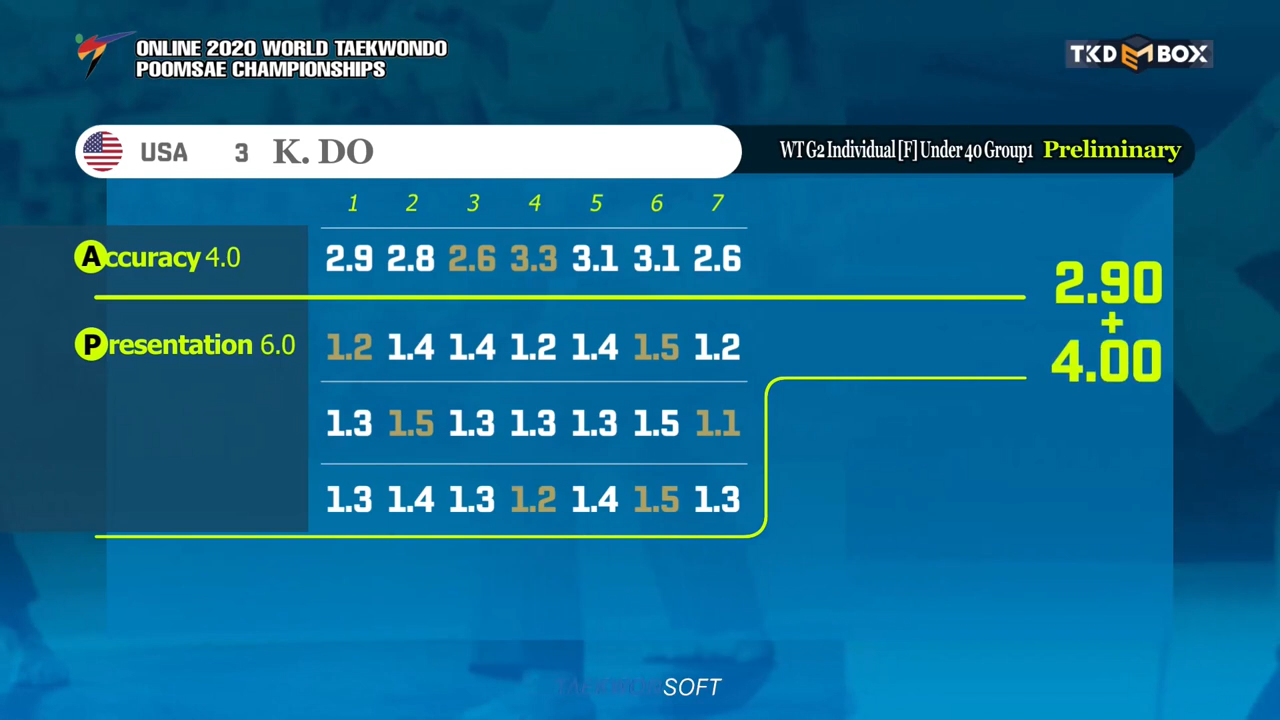 ONLINE 2020 WORLD TAEKWONDO
POOMSAE CHAMPIONSHIPS
TKD BOX
USA 3 K. DO
WT G2 Individual [F] Under 40 Group1 Preliminary
1 2 3 4 5 6 7
Accuracy 4.0 2.9 2.8 2.6 3.3 3.1 3.1 2.6
2.90
+
4.00
Presentation 6.0 1.2 1.4 1.4 1.2 1.4 1.5 1.2
1.3 1.5 1.3 1.3 1.3 1.5 1.1
1.3 1.4 1.3 1.2 1.4 1.5 1.3
SOFT